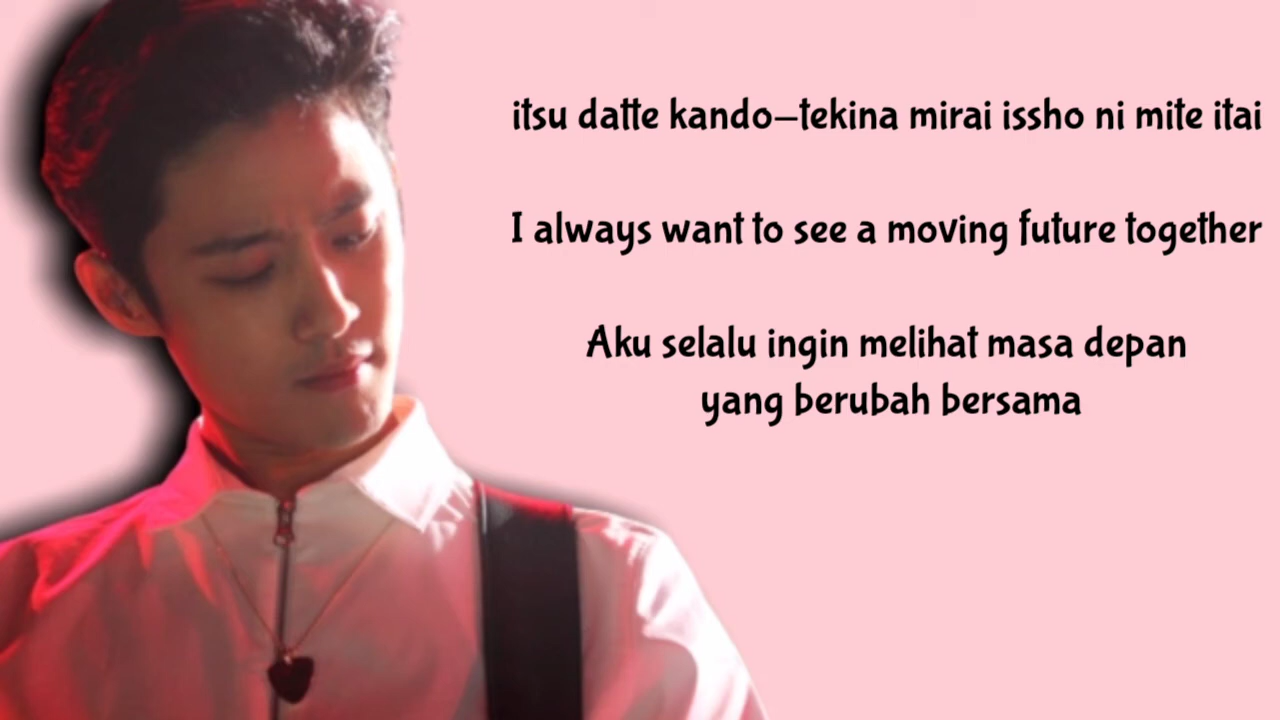 itsu datte kando-tekina mirai issho ni mite itai
I always want to see a moving future together
Aku selalu ingin melihat masa depan
yang berubah bersama